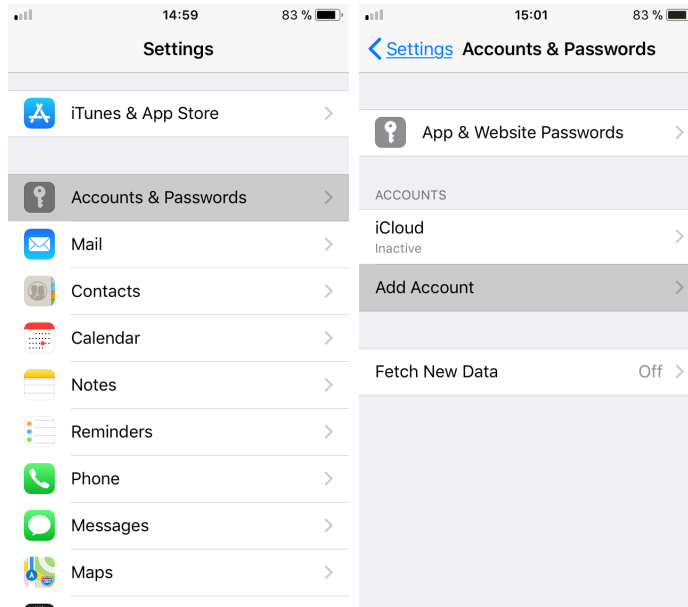 14:59
83 %
Settings
iTunes & App Store
Accounts & Passwords
Mail
Contacts
Calendar
Notes
Reminders
Phone
Messages
Maps
15:01
83 %
Settings Accounts & Passwords
App & Website Passwords
ACCOUNTS
iCloud
Inactive
Add Account
Fetch New Data Off